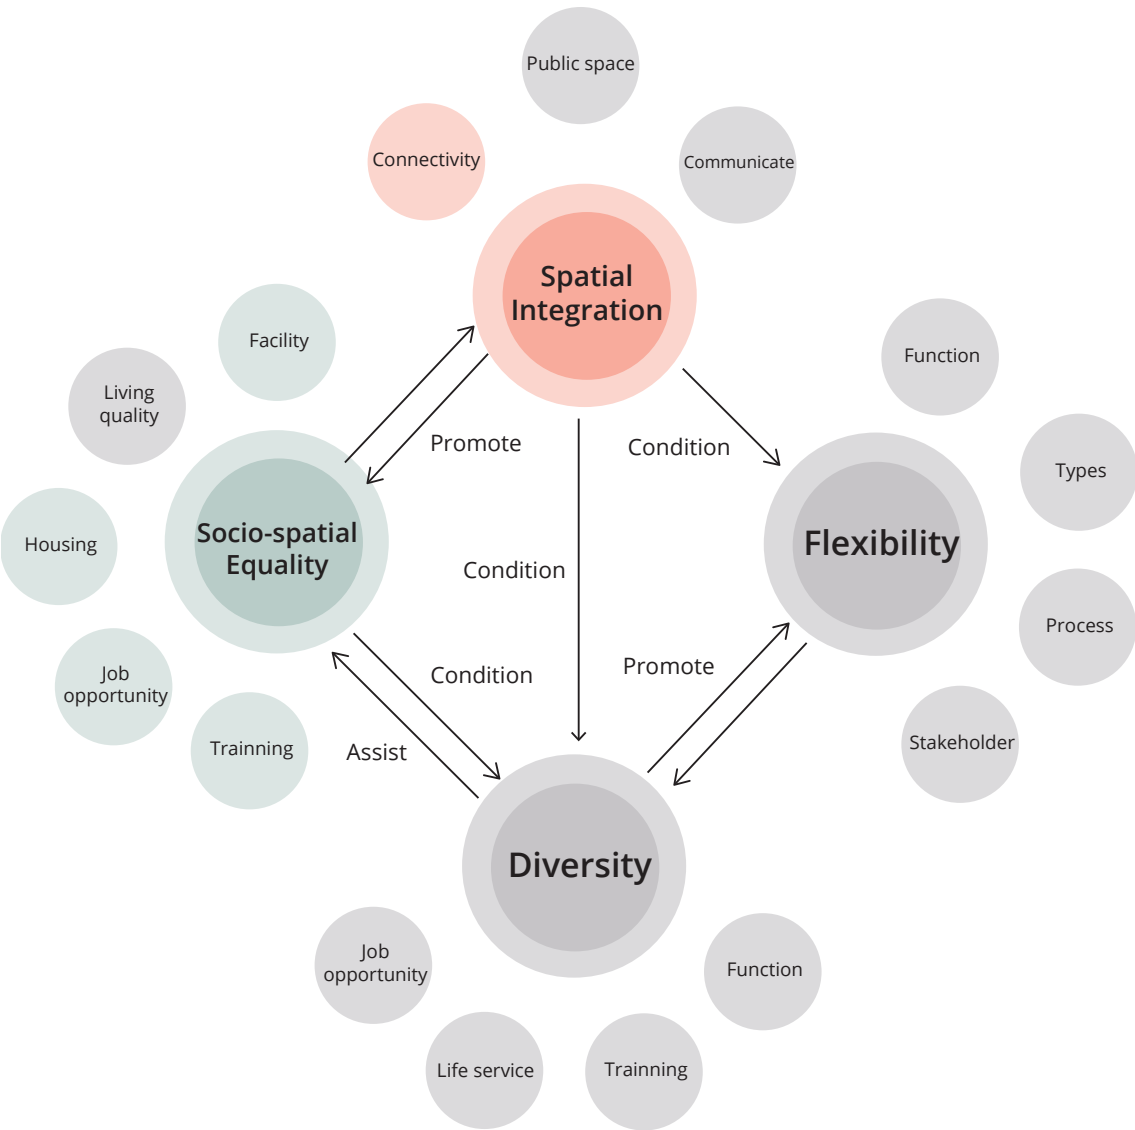 Public space
Connectivity
Communicate
Spatial
Integration
Facility
Function
Living
quality
Promote
Condition
Types
Socio-spatial
Equality
Housing
Flexibility
Condition
Process
Job
opportunity
Condition
Promote
Trainning
Assist
Stakeholder
Diversity
Job
opportunity
Function
Life service
Trainning